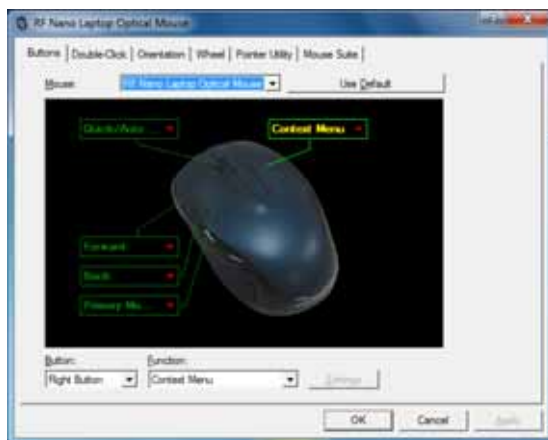 RF Nano Laptop Optical Mouse
Buttons Double-Click Orientation Wheel Pointer Utility Mouse Suite
Mouse: RF Nano Laptop Optical Mouse Use Default
Context Menu
Forward
Back
Primary Mo...
Button: Function:
Right Button Context Menu Settings
OK Cancel Apply